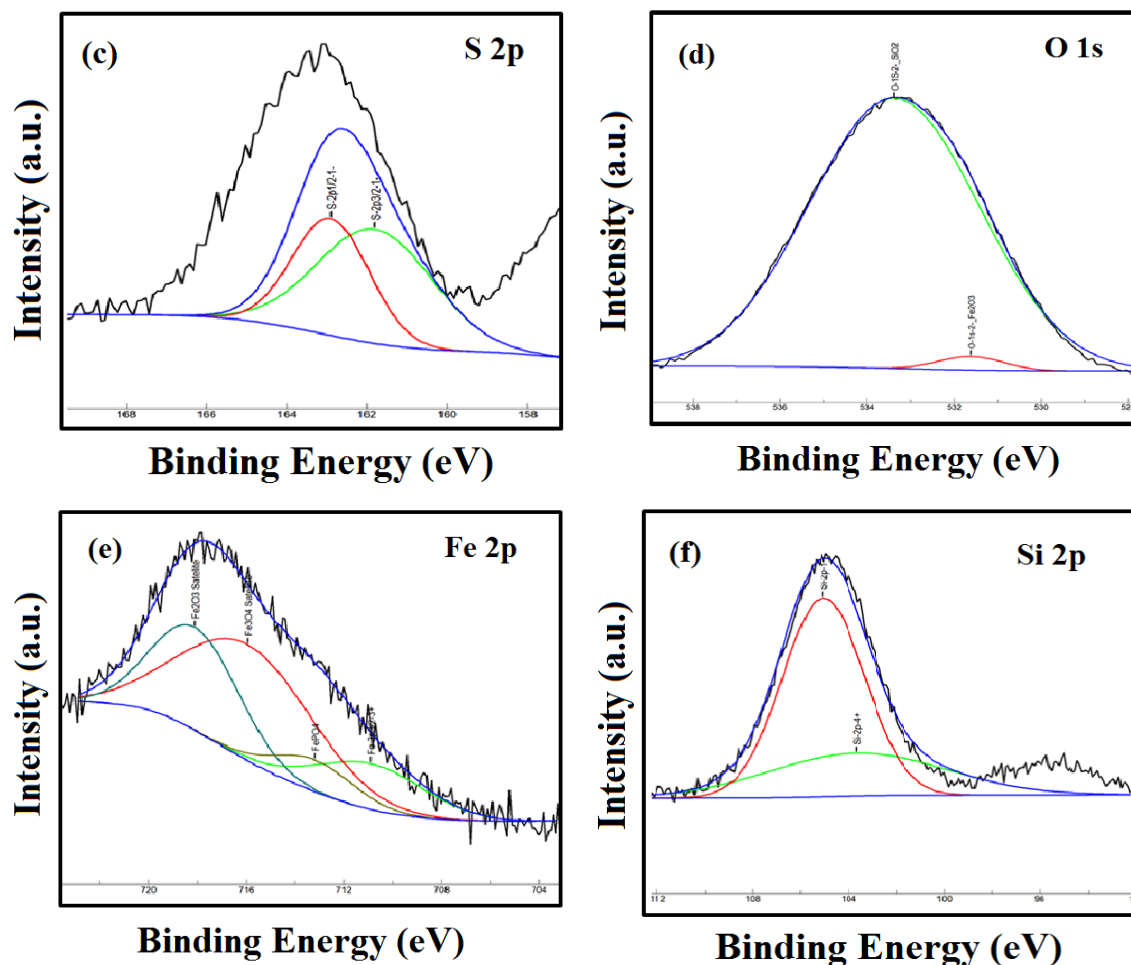 (c)
S 2p
S-2p1/2-1-
S-2p3/2-1-
Intensity (a.u.)
168 166 164 162 160 158
Binding Energy (eV)
(d)
O 1s
O-1S-2-_SiO2
O-1s-2-_Fe2O3
Intensity (a.u.)
538 536 534 532 530
Binding Energy (eV)
(e)
Fe 2p
Fe2O3 Satellite
Fe3O4
FePO4
Intensity (a.u.)
720 716 712 708 704
Binding Energy (eV)
(f)
Si 2p
Si-2p-4+
Intensity (a.u.)
112 108 104 100 96
Binding Energy (eV)